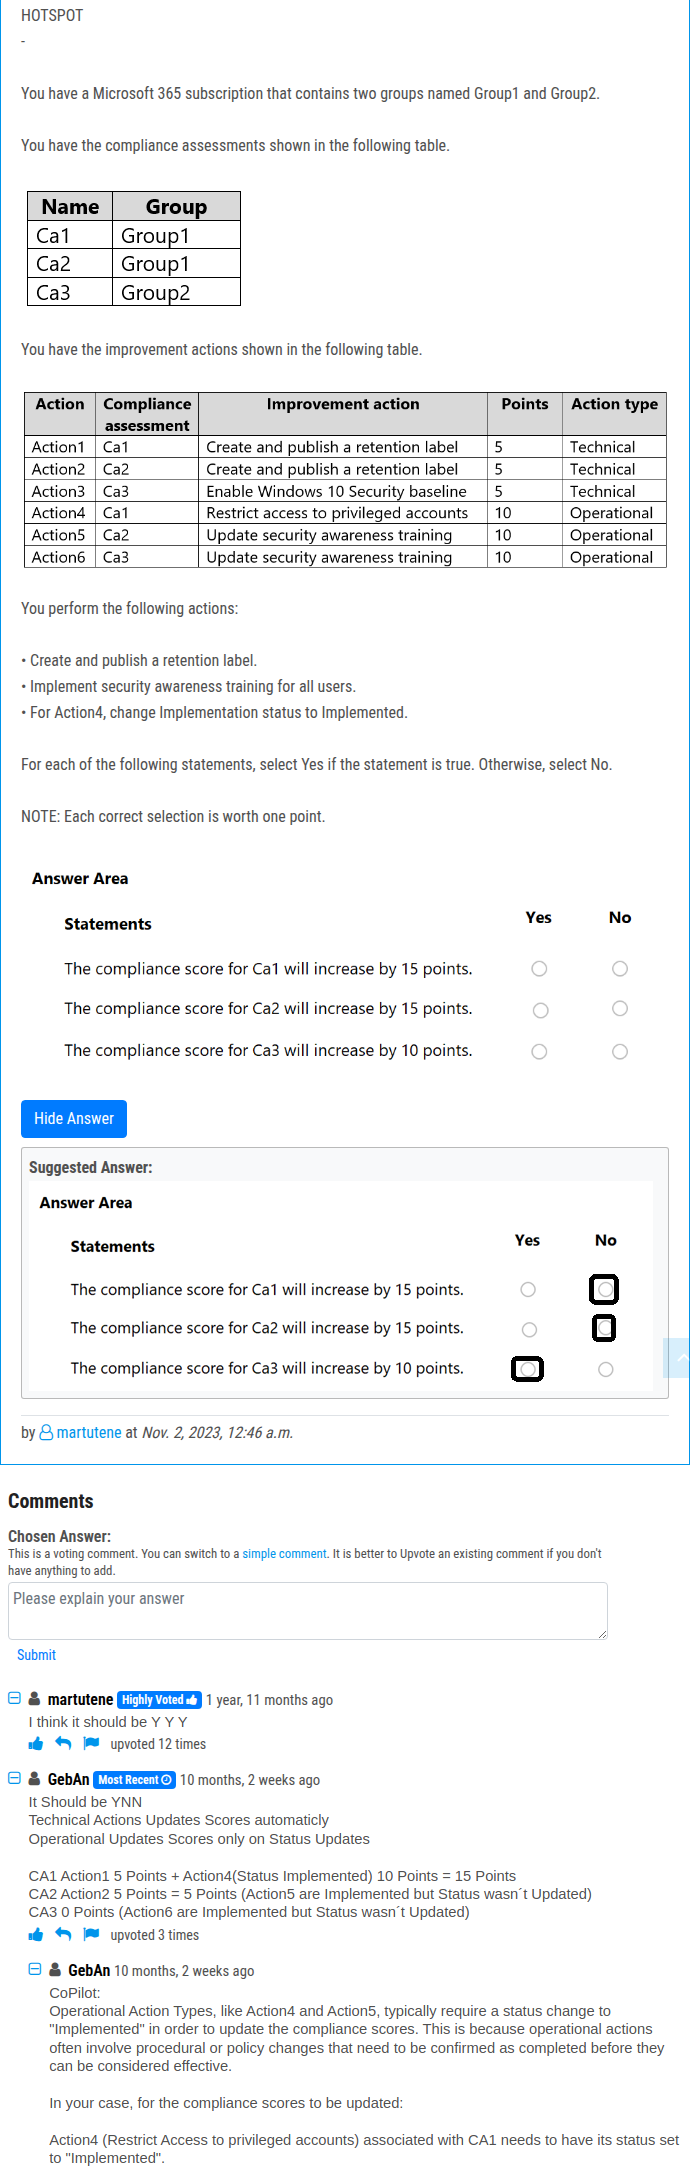 HOTSPOT
-
You have a Microsoft 365 subscription that contains two groups named Group1 and Group2.
You have the compliance assessments shown in the following table.
Name Group
Ca1 Group1
Ca2 Group1
Ca3 Group2
You have the improvement actions shown in the following table.
Action Compliance assessment Improvement action Points Action type
Action1 Ca1 Create and publish a retention label 5 Technical
Action2 Ca2 Create and publish a retention label 5 Technical
Action3 Ca3 Enable Windows 10 Security baseline 5 Technical
Action4 Ca1 Restrict access to privileged accounts 10 Operational
Action5 Ca2 Update security awareness training 10 Operational
Action6 Ca3 Update security awareness training 10 Operational
You perform the following actions:
• Create and publish a retention label.
• Implement security awareness training for all users.
• For Action4, change Implementation status to Implemented.
For each of the following statements, select Yes if the statement is true. Otherwise, select No.
NOTE: Each correct selection is worth one point.
Answer Area
Statements Yes No
The compliance score for Ca1 will increase by 15 points.
The compliance score for Ca2 will increase by 15 points.
The compliance score for Ca3 will increase by 10 points.
Hide Answer
Suggested Answer:
Answer Area
Statements Yes No
The compliance score for Ca1 will increase by 15 points.
The compliance score for Ca2 will increase by 15 points.
The compliance score for Ca3 will increase by 10 points.
by martutene at Nov. 2, 2023, 12:46 a.m.
Comments
Chosen Answer:
This is a voting comment. You can switch to a simple comment. It is better to Upvote an existing comment if you don't
have anything to add.
Please explain your answer
Submit
martutene Highly Voted 1 year, 11 months ago
I think it should be Y Y Y
upvoted 12 times
GebAn Most Recent 10 months, 2 weeks ago
It Should be YNN
Technical Actions Updates Scores automaticly
Operational Updates Scores only on Status Updates
CA1 Action1 5 Points + Action4(Status Implemented) 10 Points = 15 Points
CA2 Action2 5 Points = 5 Points (Action5 are Implemented but Status wasn´t Updated)
CA3 0 Points (Action6 are Implemented but Status wasn´t Updated)
upvoted 3 times
GebAn 10 months, 2 weeks ago
CoPilot:
Operational Action Types, like Action4 and Action5, typically require a status change to
"Implemented" in order to update the compliance scores. This is because operational actions
often involve procedural or policy changes that need to be confirmed as completed before they
can be considered effective.
In your case, for the compliance scores to be updated:
Action4 (Restrict Access to privileged accounts) associated with CA1 needs to have its status set
to "Implemented".